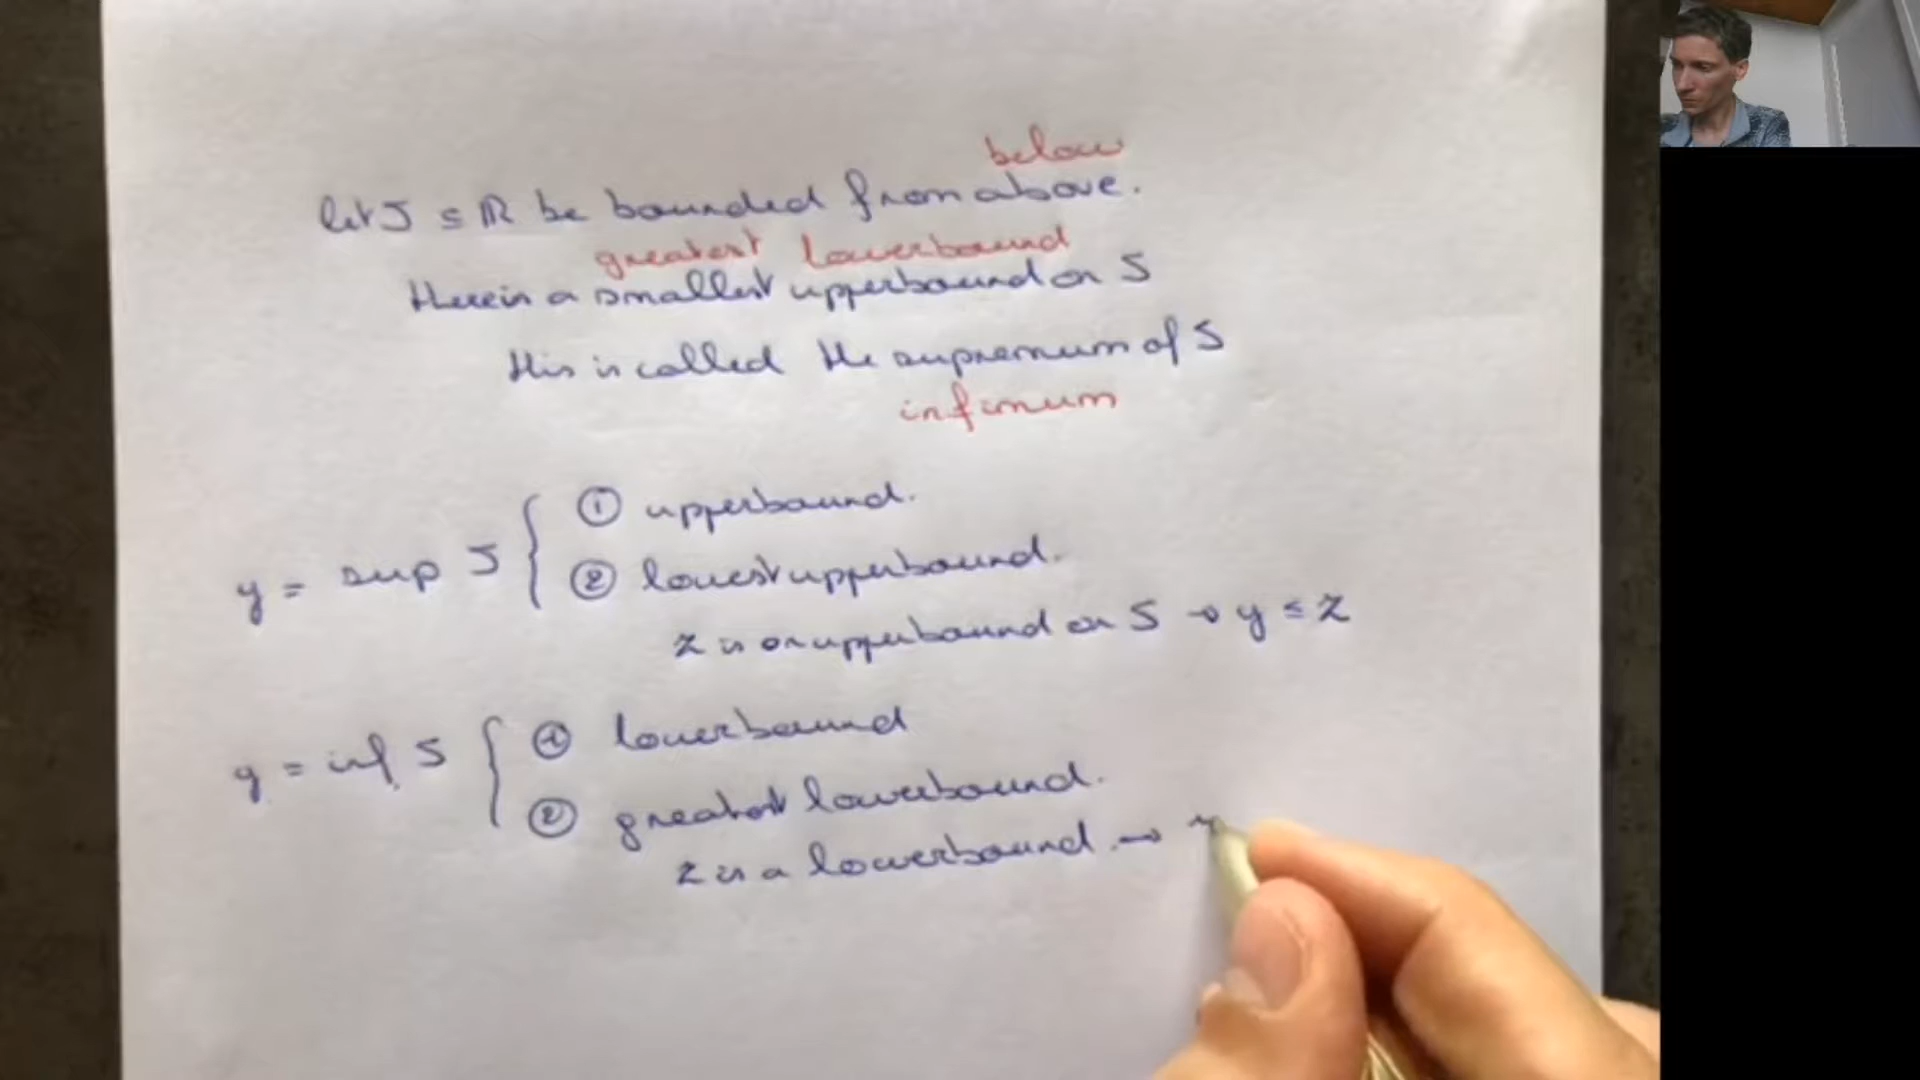 below
let S ⊆ ℝ be bounded from above.
greatest lowerbound
there is a smallest upperbound on S
this is called the supremum of S
infimum
y = sup S { ① upperbound.
② lowest upperbound.
z is an upperbound on S → y ≤ z
y = inf S { ① lowerbound
② greatest lowerbound.
z is a lowerbound →